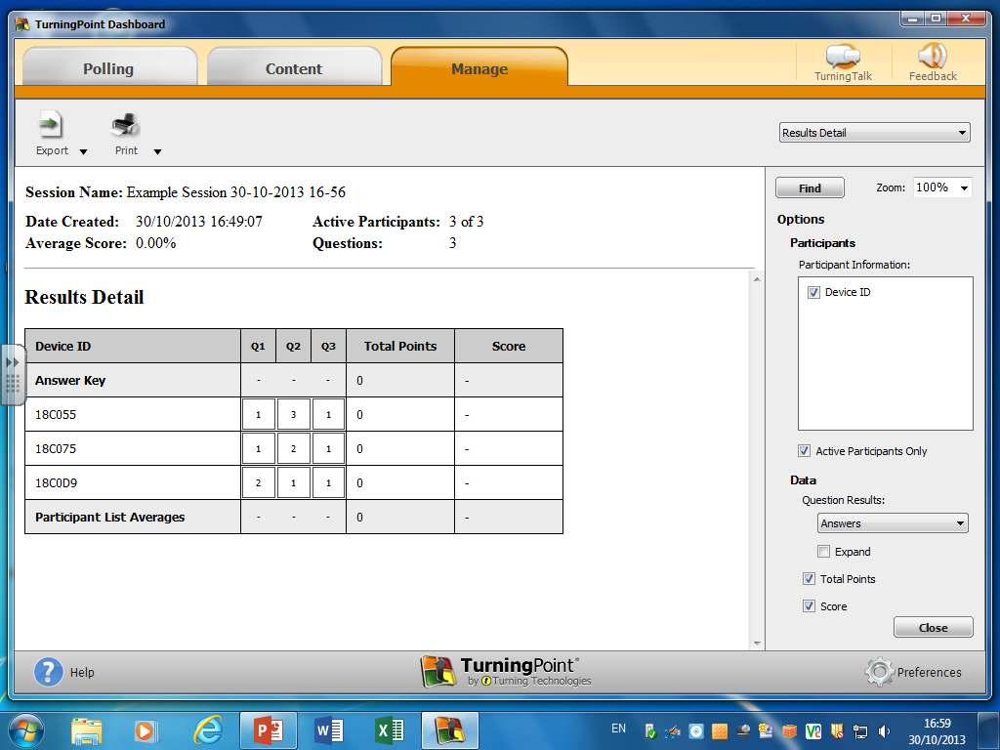 TurningPoint Dashboard
Polling Content Manage
TurningTalk Feedback
Export Print
Results Detail
Session Name: Example Session 30-10-2013 16-56
Date Created: 30/10/2013 16:49:07 Active Participants: 3 of 3
Average Score: 0.00% Questions: 3
Results Detail
Device ID Q1 Q2 Q3 Total Points Score
Answer Key - - - 0 -
18C055 1 3 1 0 -
18C075 1 2 1 0 -
18C0D9 2 1 1 0 -
Participant List Averages - - - 0 -
Find Zoom: 100%
Options
Participants
Participant Information:
Device ID
Active Participants Only
Data
Question Results:
Answers
Expand
Total Points
Score
Close
? Help
TurningPoint®
by Turning Technologies
Preferences
EN
16:59
30/10/2013